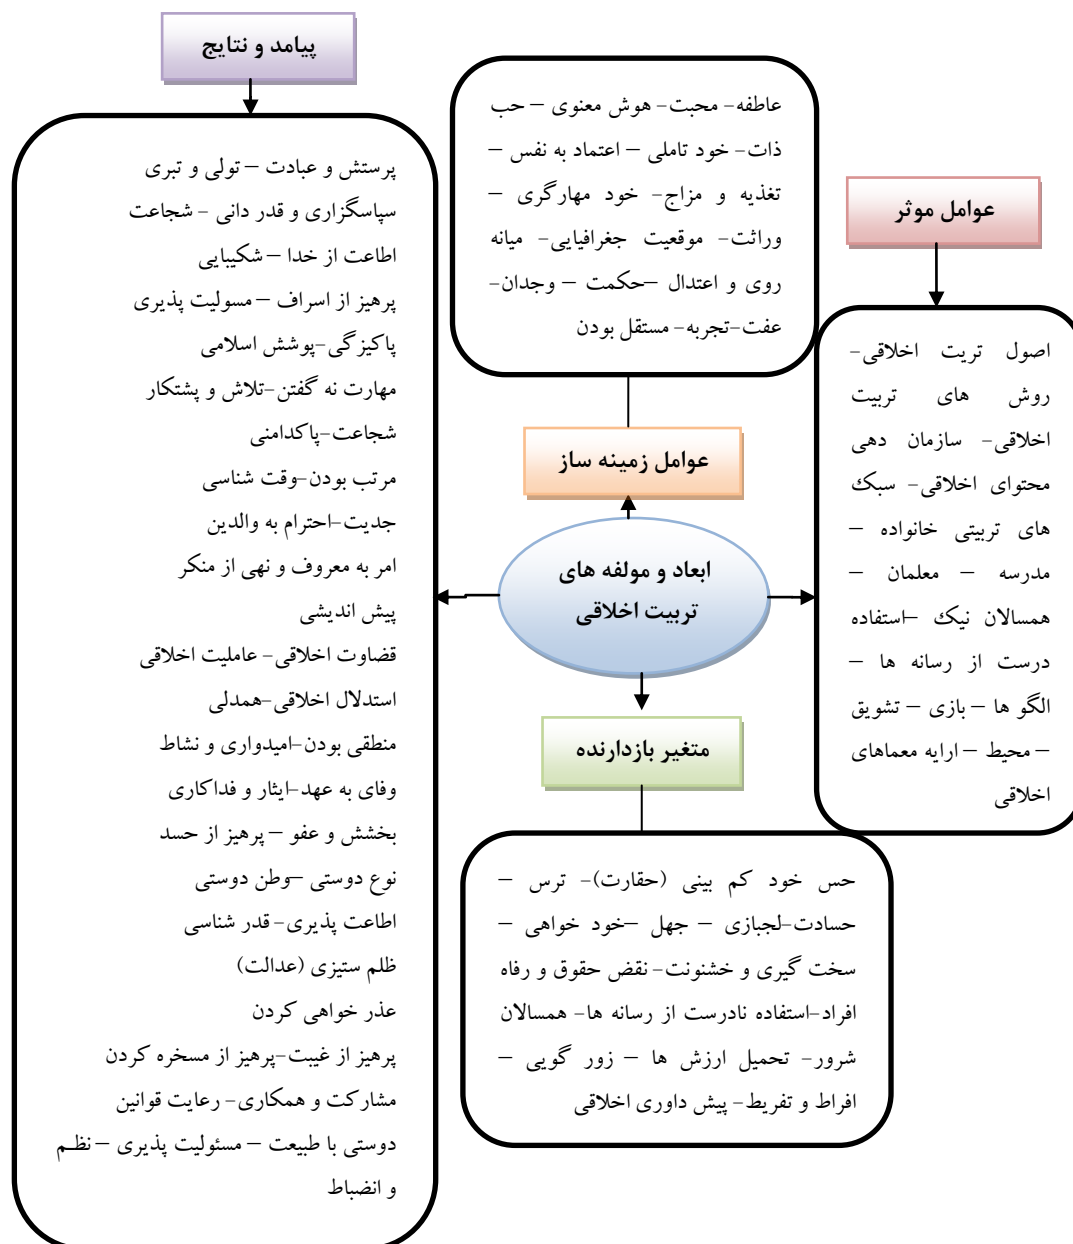 پیامد و نتایج
پرستش و عبادت – تولی و تبری
سپاسگزاری و قدر دانی - شجاعت
اطاعت از خدا – شکیبایی
پرهیز از اسراف – مسولیت پذیری
پاکیزگی-پوشش اسلامی
مهارت نه گفتن-تلاش و پشتکار
شجاعت-پاکدامنی
مرتب بودن-وقت شناسی
جدیت-احترام به والدین
امر به معروف و نهی از منکر
پیش اندیشی
قضاوت اخلاقی- عاملیت اخلاقی
استدلال اخلاقی-همدلی
منطقی بودن-امیدواری و نشاط
وفای به عهد-ایثار و فداکاری
بخشش و عفو – پرهیز از حسد
نوع دوستی –وطن دوستی
اطاعت پذیری- قدر شناسی
ظلم ستیزی (عدالت)
عذر خواهی کردن
پرهیز از غیبت-پرهیز از مسخره کردن
مشارکت و همکاری- رعایت قوانین
دوستی با طبیعت – مسئولیت پذیری – نظم
و انضباط
عاطفه- محبت- هوش معنوی – حب
ذات- خود تاملی – اعتماد به نفس –
تغذیه و مزاج- خود مهارگری –
وراثت- موقعیت جغرافیایی- میانه
روی و اعتدال –حکمت – وجدان-
عفت-تجربه- مستقل بودن
عوامل زمینه ساز
ابعاد و مولفه های
تربیت اخلاقی
متغیر بازدارنده
حس خود کم بینی (حقارت)- ترس –
حسادت-لجبازی – جهل –خود خواهی –
سخت گیری و خشنونت- نقض حقوق و رفاه
افراد-استفاده نادرست از رسانه ها- همسالان
شرور- تحمیل ارزش ها – زور گویی –
افراط و تفریط- پیش داوری اخلاقی
عوامل موثر
اصول تریت اخلاقی-
روش های تربیت
اخلاقی- سازمان دهی
محتوای اخلاقی- سبک
های تربیتی خانواده –
مدرسه – معلمان –
همسالان نیک –استفاده
درست از رسانه ها –
الگو ها – بازی – تشویق
– محیط – ارایه معماهای
اخلاقی